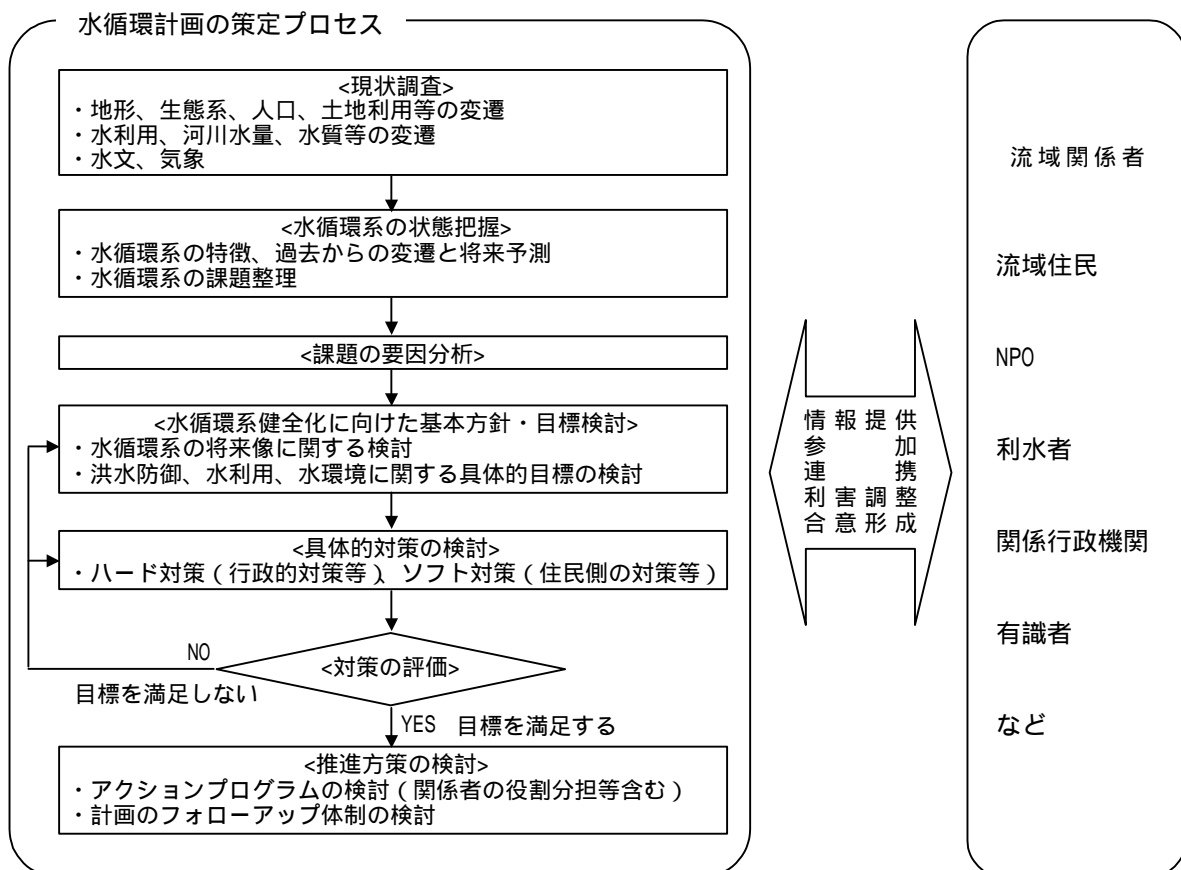 水循環計画の策定プロセス
<現状調査>
・地形、生態系、人口、土地利用等の変遷
・水利用、河川水量、水質等の変遷
・水文、気象
<水循環系の状態把握>
・水循環系の特徴、過去からの変遷と将来予測
・水循環系の課題整理
<課題の要因分析>
<水循環系健全化に向けた基本方針・目標検討>
・水循環系の将来像に関する検討
・洪水防御、水利用、水環境に関する具体的目標の検討
<具体的対策の検討>
・ハード対策(行政的対策等)、ソフト対策(住民側の対策等)
<対策の評価>
NO
目標を満足しない
YES 目標を満足する
<推進方策の検討>
・アクションプログラムの検討(関係者の役割分担等含む)
・計画のフォローアップ体制の検討
情報提供
参加
連携
利害調整
合意形成
流域関係者
流域住民
NPO
利水者
関係行政機関
有識者
など